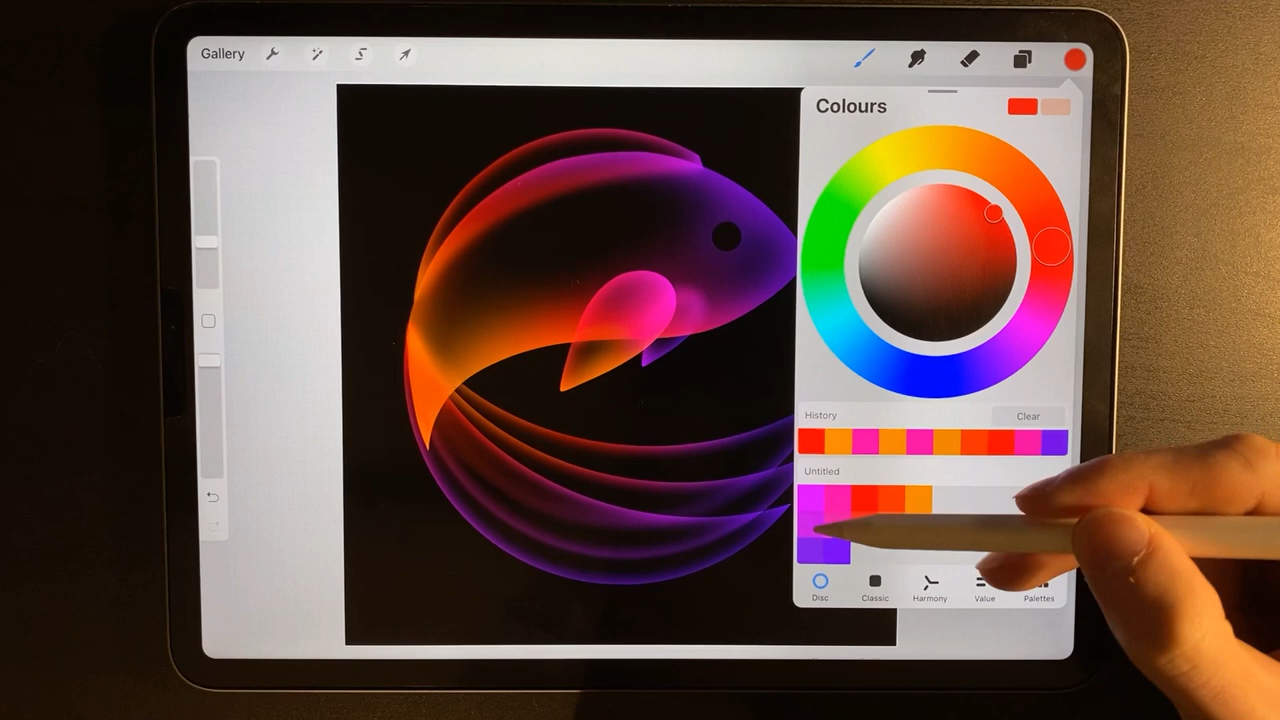 Gallery
Colours
History
Clear
Untitled
Disc
Classic
Harmony
Value
Palettes